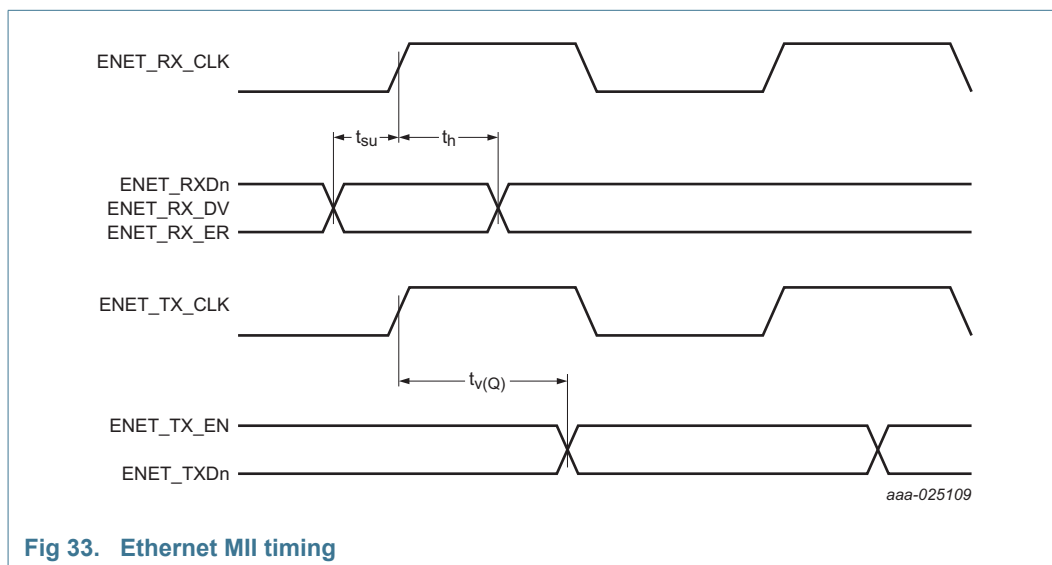 ENET_RX_CLK
tsu
th
ENET_RXDn
ENET_RX_DV
ENET_RX_ER
ENET_TX_CLK
tv(Q)
ENET_TX_EN
ENET_TXDn
aaa-025109
Fig 33. Ethernet MII timing